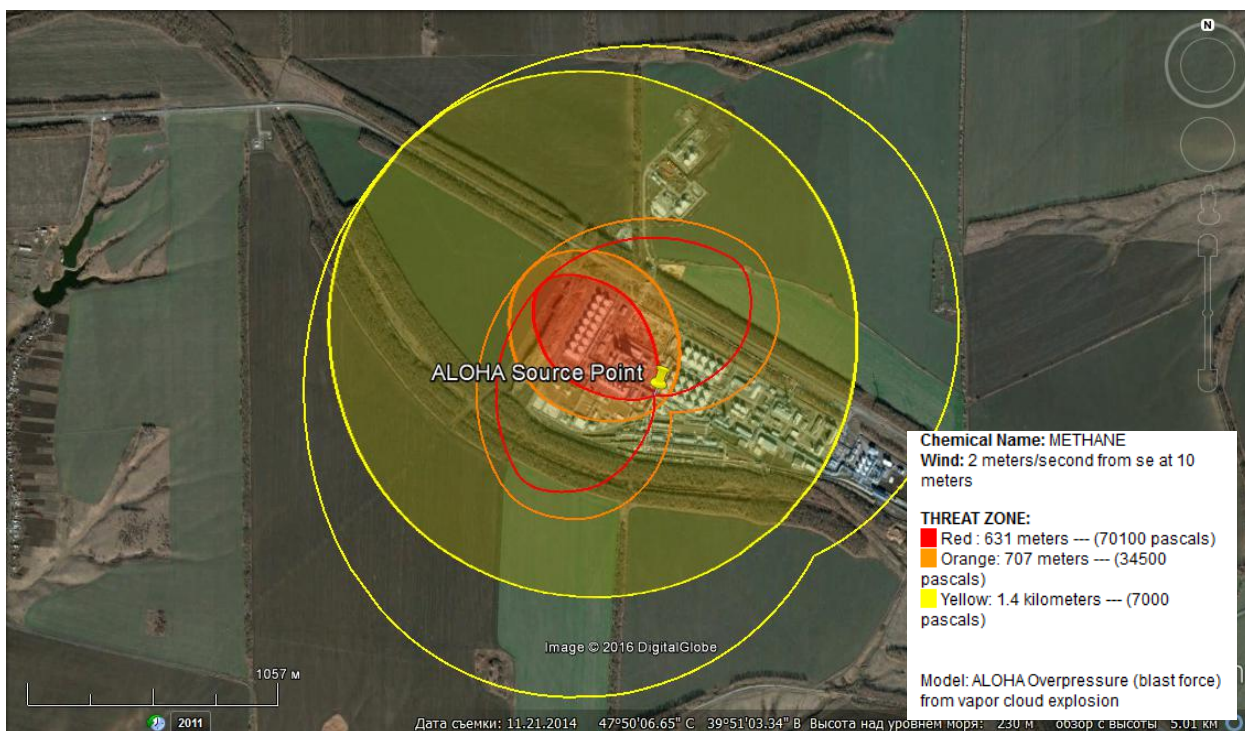 N
ALOHA Source Point
Chemical Name: METHANE
Wind: 2 meters/second from se at 10
meters
THREAT ZONE:
Red : 631 meters --- (70100 pascals)
Orange: 707 meters --- (34500
pascals)
Yellow: 1.4 kilometers --- (7000
pascals)
Model: ALOHA Overpressure (blast force)
from vapor cloud explosion
Image © 2016 DigitalGlobe
1057 м
2011
Дата съемки: 11.21.2014 47°50'06.65" С 39°51'03.34" В Высота над уровнем моря: 230 м обзор с высоты 5.01 км